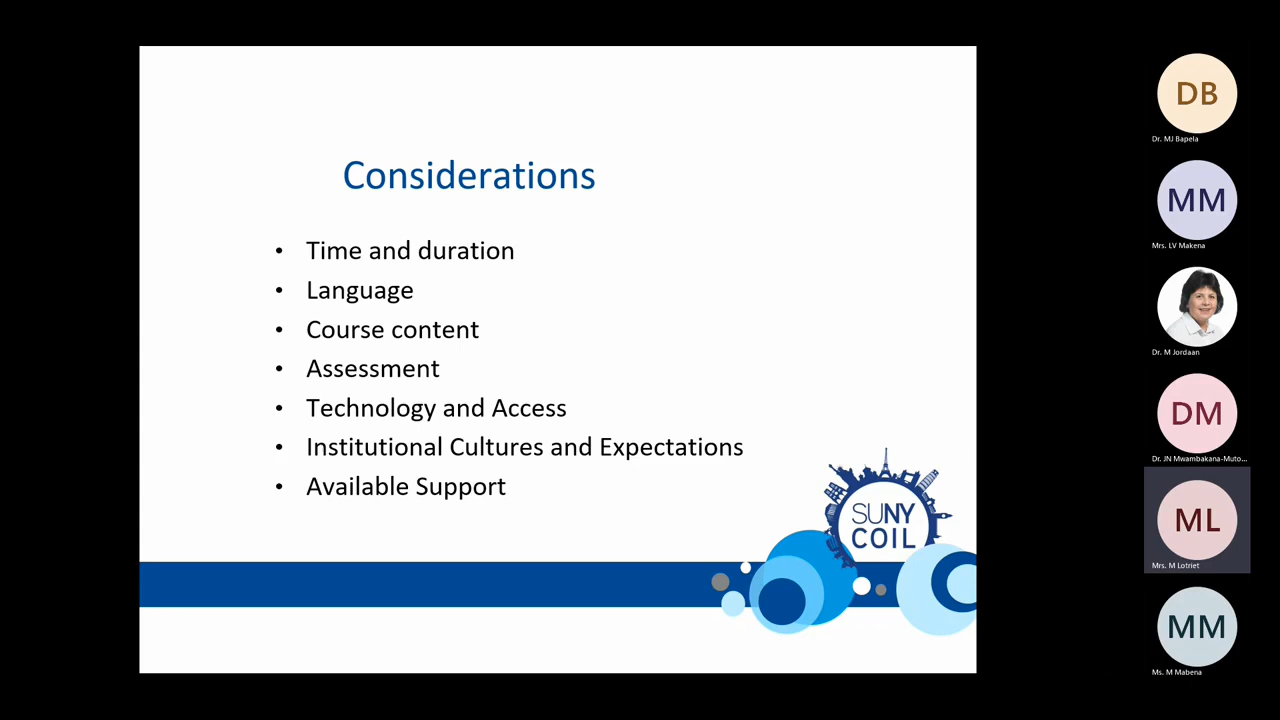 Considerations
• Time and duration
• Language
• Course content
• Assessment
• Technology and Access
• Institutional Cultures and Expectations
• Available Support
SUNY
COIL
DB
Dr. MJ Bapela
MM
Mrs. LV Makena
Dr. M Jordaan
DM
Dr. JN Mwambakana-Muto...
ML
Mrs. M Lotriet
MM
Ms. M Mabena